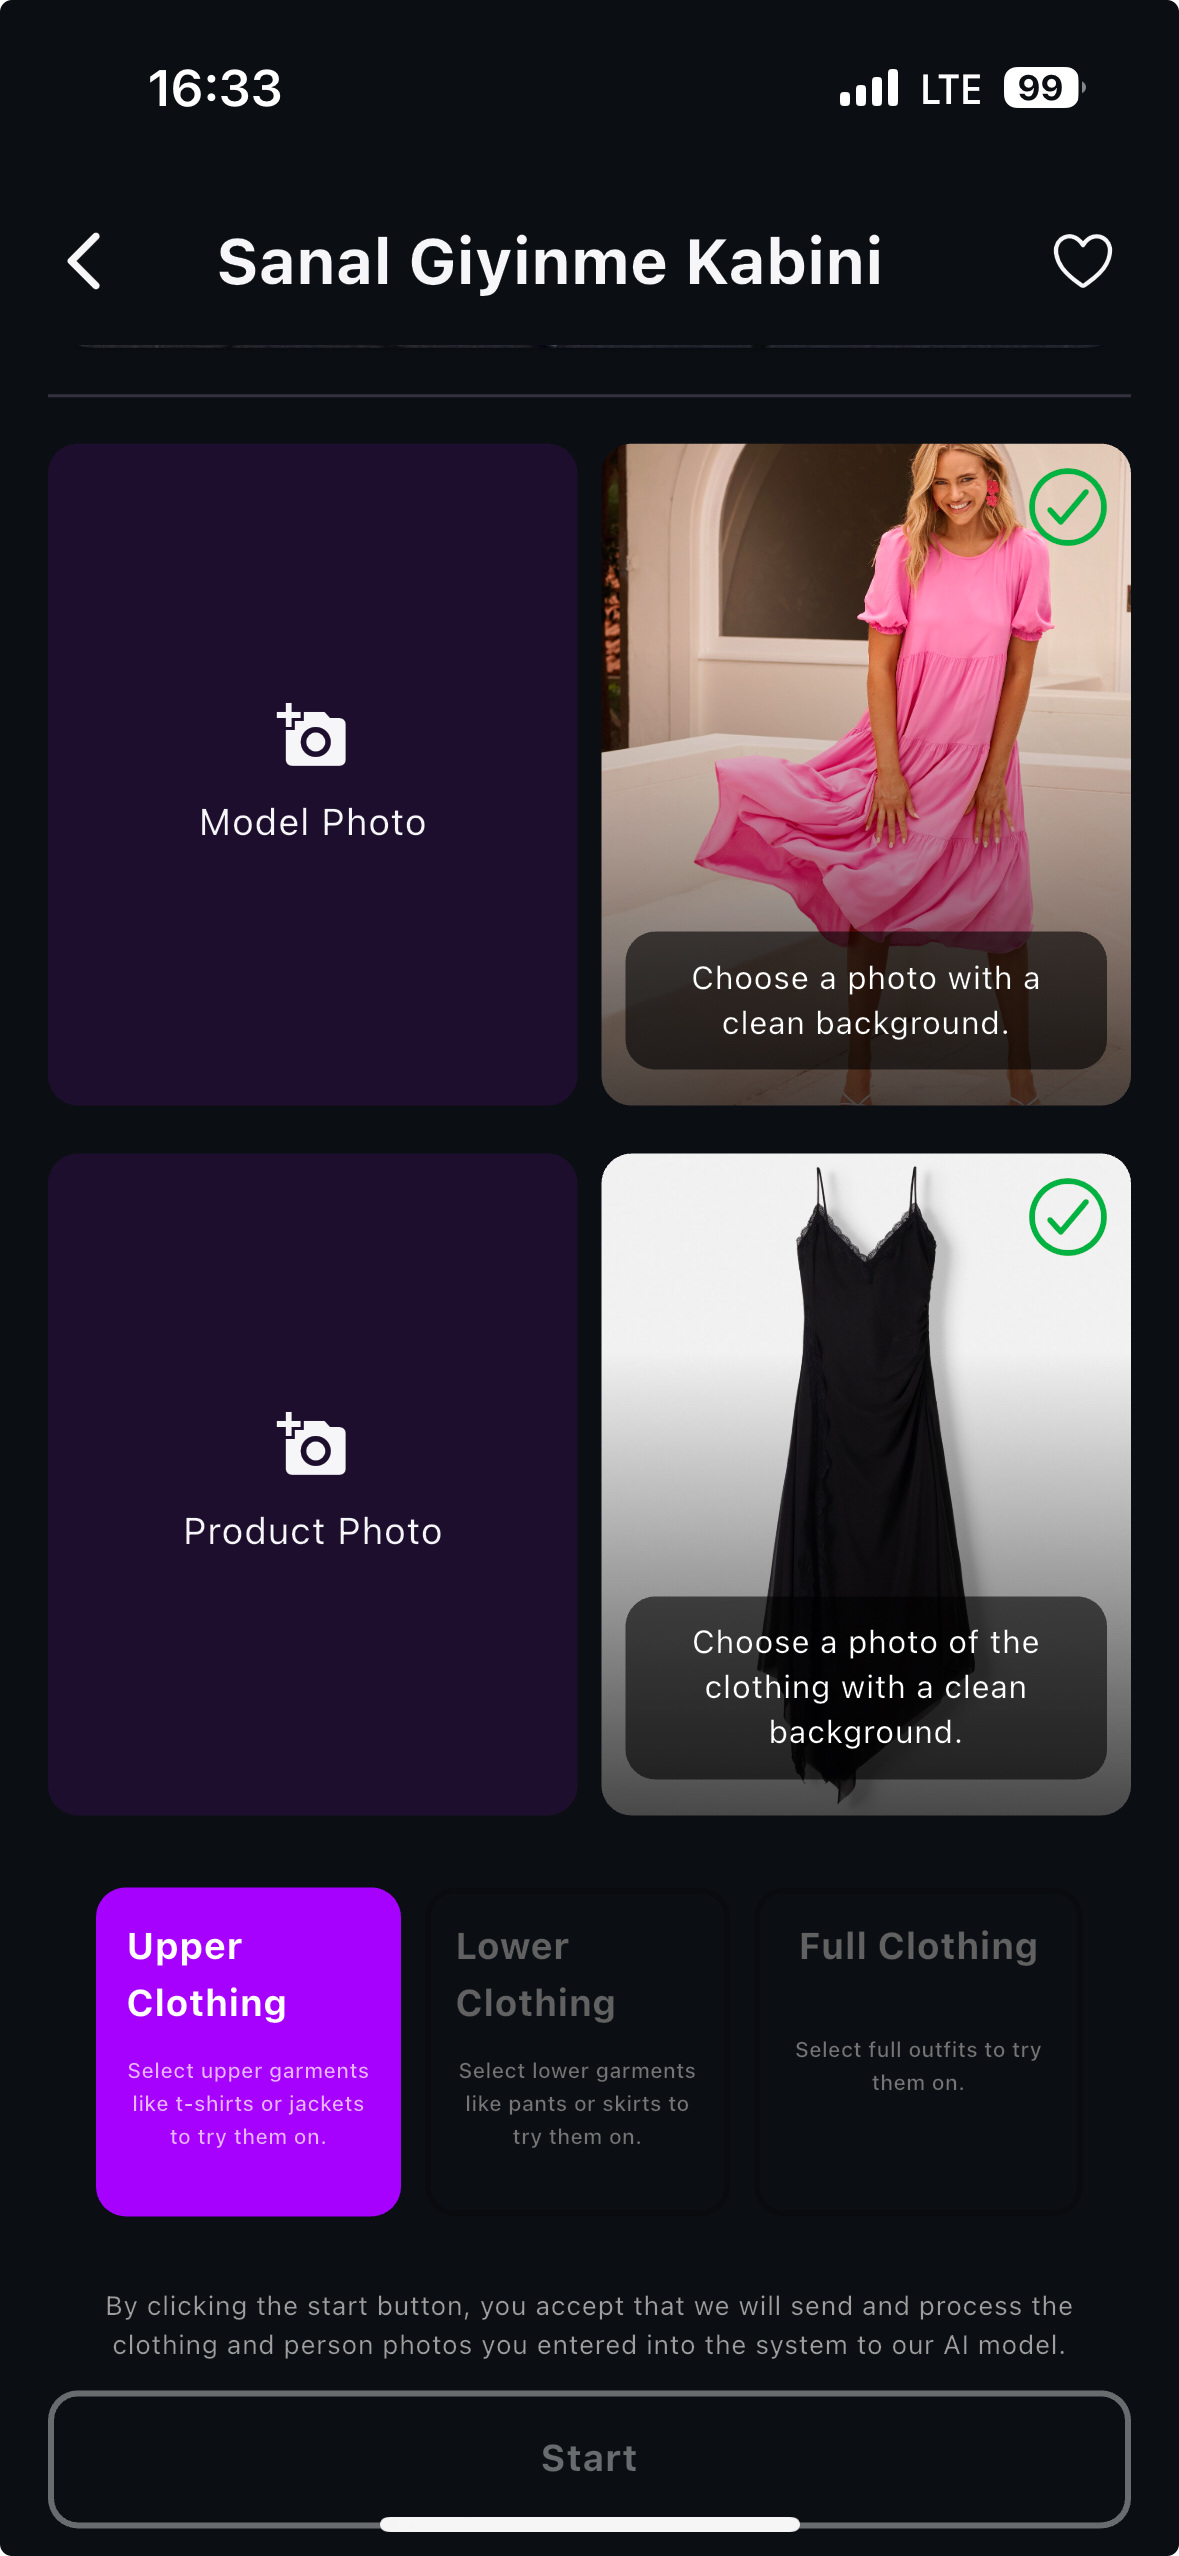 16:33
LTE
99
Sanal Giyinme Kabini
Model Photo
Choose a photo with a
clean background.
Product Photo
Choose a photo of the
clothing with a clean
background.
Upper
Clothing
Select upper garments
like t-shirts or jackets
to try them on.
Lower
Clothing
Select lower garments
like pants or skirts to
try them on.
Full Clothing
Select full outfits to try
them on.
By clicking the start button, you accept that we will send and process the
clothing and person photos you entered into the system to our AI model.
Start